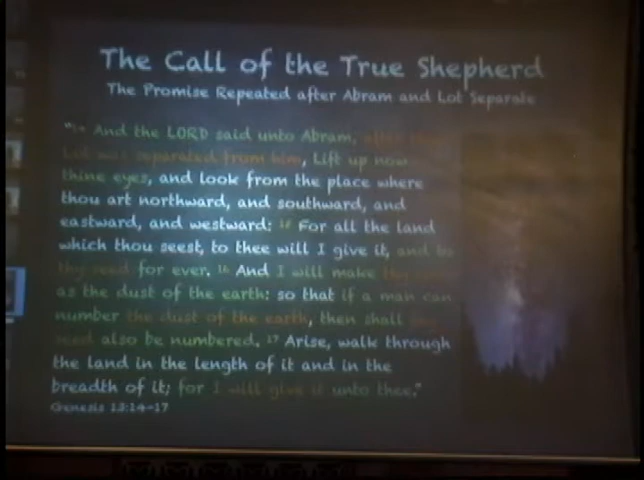 The Call of the True Shepherd
The Promise Repeated after Abram and Lot Separate
"¹⁴ And the LORD said unto Abram, after that
Lot was separated from him, Lift up now
thine eyes, and look from the place where
thou art northward, and southward, and
eastward, and westward: ¹⁵ For all the land
which thou seest, to thee will I give it, and to
thy seed for ever. ¹⁶ And I will make thy seed
as the dust of the earth: so that if a man can
number the dust of the earth, then shall thy
seed also be numbered. ¹⁷ Arise, walk through
the land in the length of it and in the
breadth of it; for I will give it unto thee."
Genesis 13:14-17